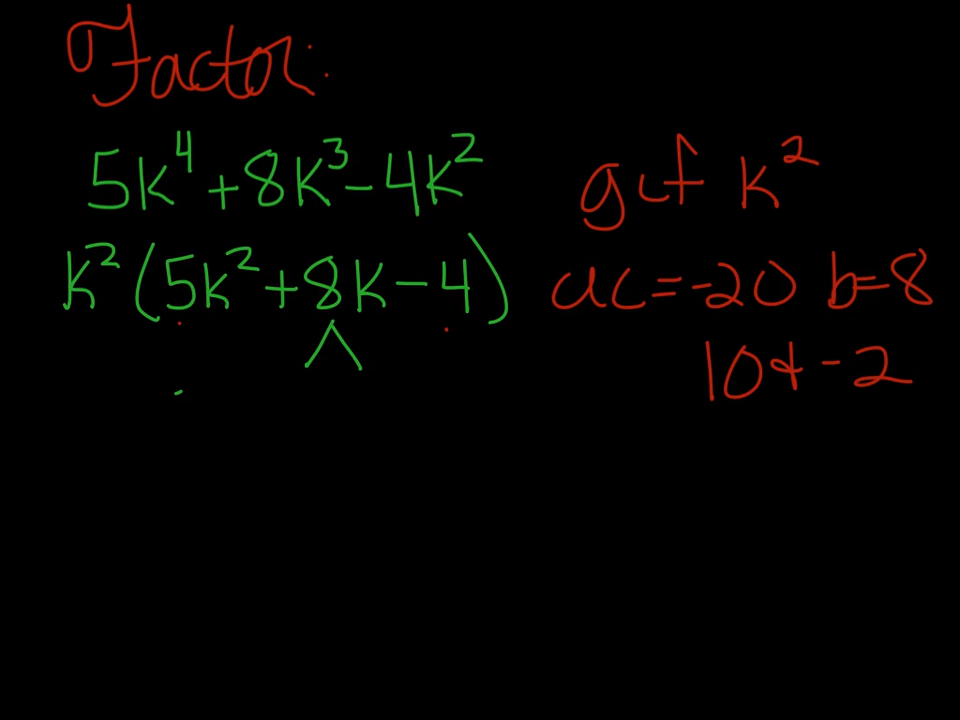 Factor:
5k⁴ + 8k³ - 4k²
gcf k²
k²(5k² + 8k - 4)
ac = -20 b = 8
10 & -2